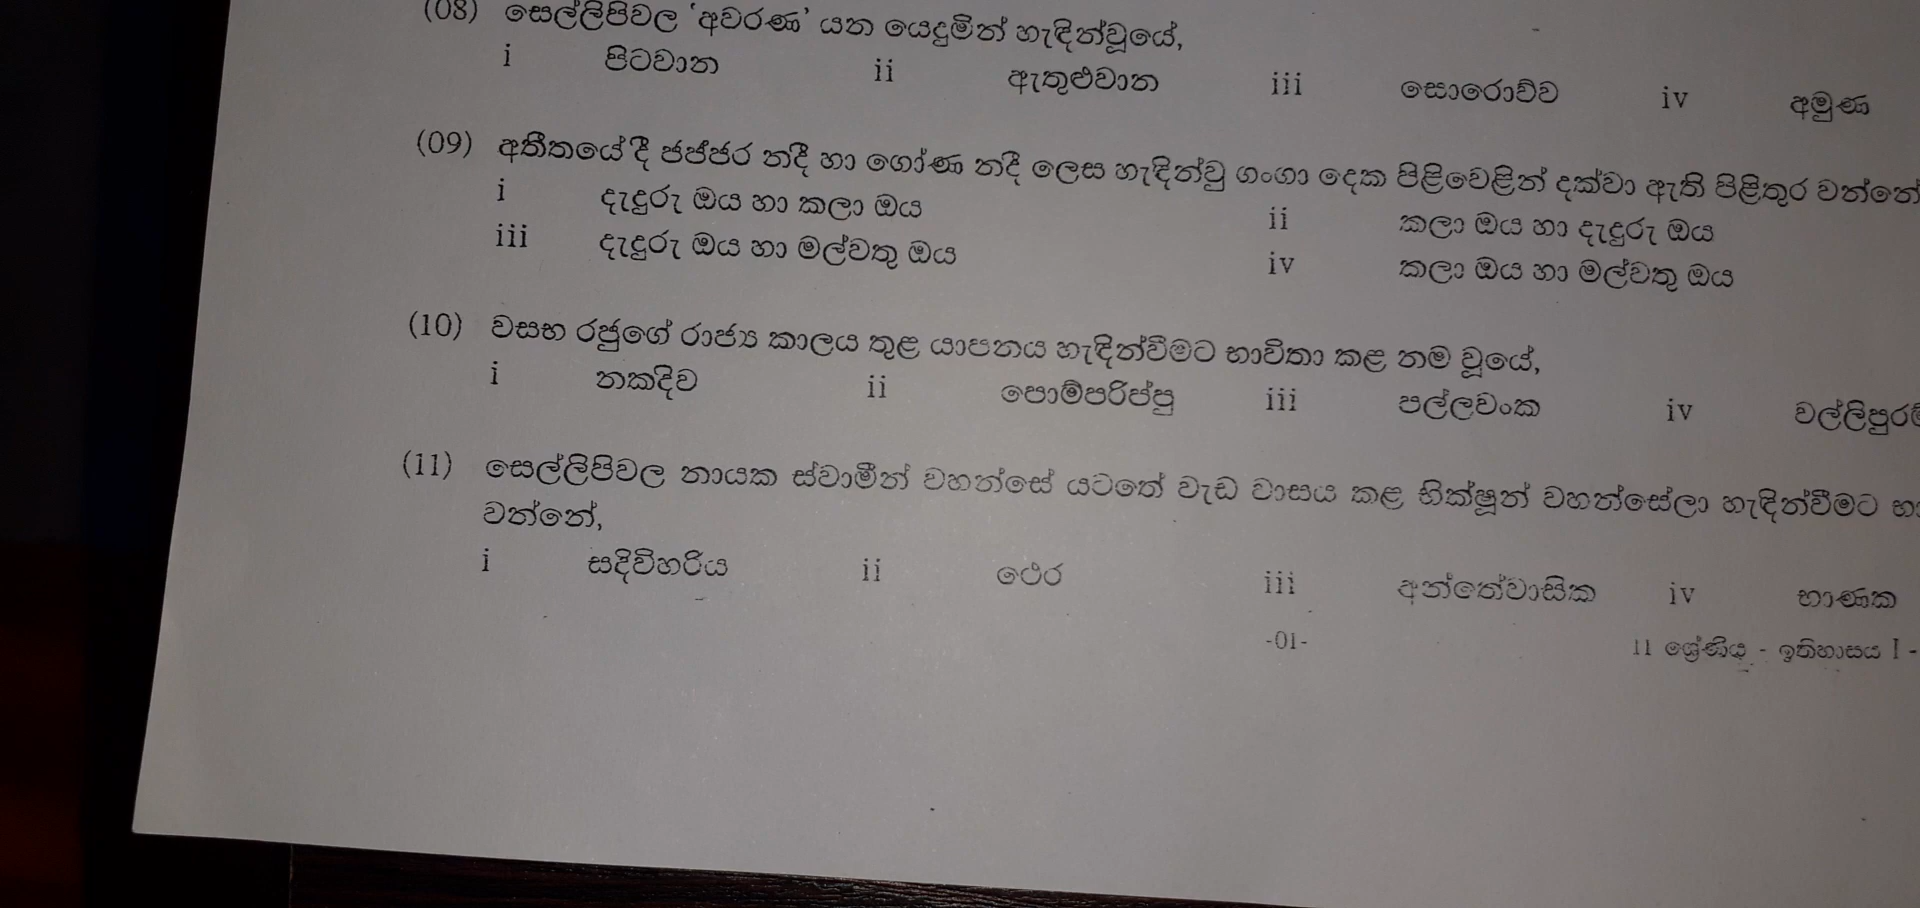 (08) සෙල්ලිපිවල ‘අවරණ’ යන යෙදුමින් හැඳින්වූයේ,
i පිටවාන ii ඇතුළුවාන iii සොරොව්ව iv අමුණ
(09) අතීතයේ දී ජජ්ජර නදී හා ගෝණ නදී ලෙස හැඳින්වු ගංගා දෙක පිළිවෙළින් දක්වා ඇති පිළිතුර වන්නේ
i දැදුරු ඔය හා කලා ඔය ii කලා ඔය හා දැදුරු ඔය
iii දැදුරු ඔය හා මල්වතු ඔය iv කලා ඔය හා මල්වතු ඔය
(10) වසභ රජුගේ රාජ්‍ය කාලය තුළ යාපනය හැඳින්වීමට භාවිතා කළ නම වූයේ,
i නකදිව ii පොම්පරිප්පු iii පල්ලවංක iv වල්ලිපුරම්
(11) සෙල්ලිපිවල නායක ස්වාමීන් වහන්සේ යටතේ වැඩ වාසය කළ භික්ෂූන් වහන්සේලා හැඳින්වීමට
වන්නේ,
i සද්විහරිය ii ථෙර iii අන්තේවාසික iv භාණක
-01-
11 ශ්‍රේණිය - ඉතිහාසය I -